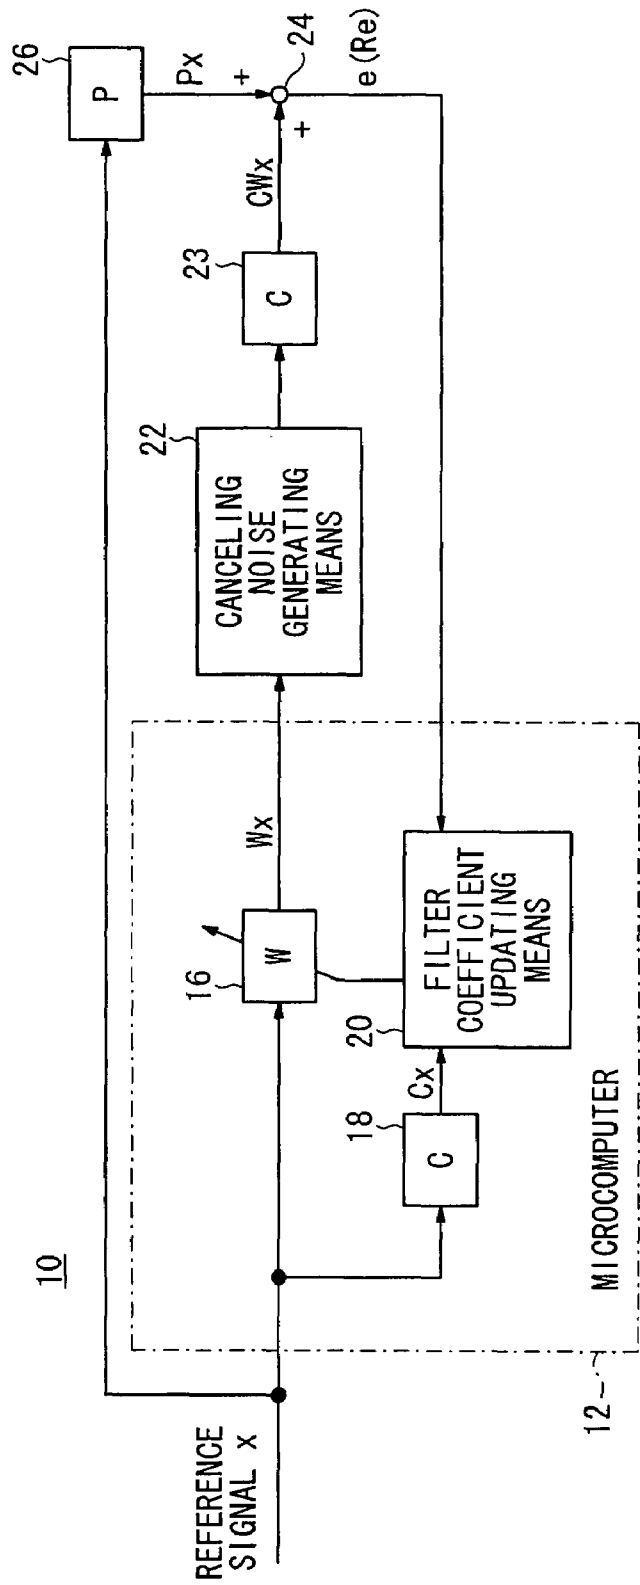 10
REFERENCE
SIGNAL x
26
P
Px
+
24
e(Re)
+
CWx
23
C
22
CANCELING
NOISE
GENERATING
MEANS
Wx
16
W
20
FILTER
COEFFICIENT
UPDATING
MEANS
Cx
18
C
MICROCOMPUTER
12